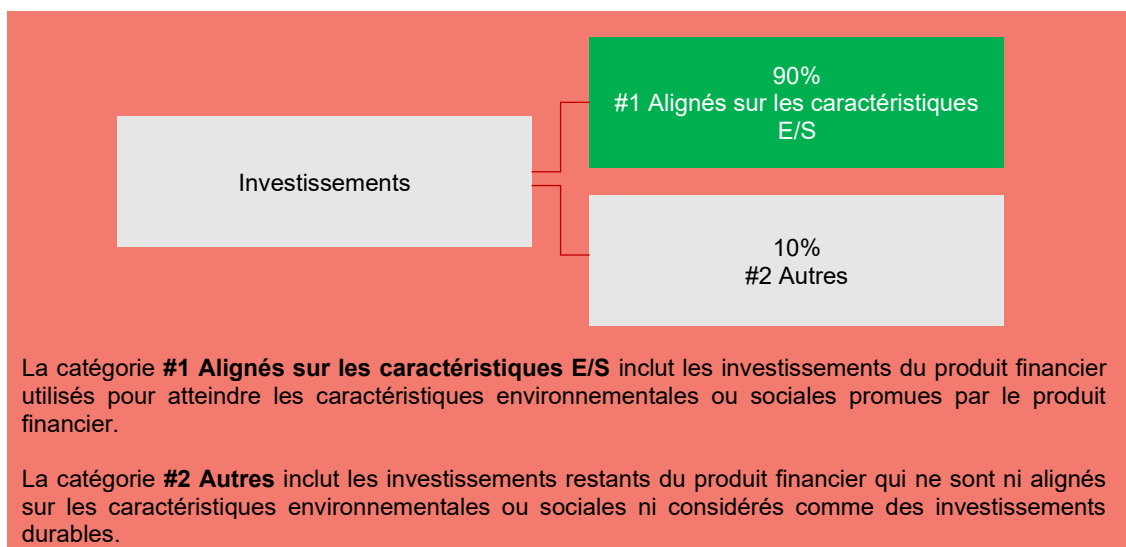 90%
#1 Alignés sur les caractéristiques
E/S
Investissements
10%
#2 Autres
La catégorie #1 Alignés sur les caractéristiques E/S inclut les investissements du produit financier
utilisés pour atteindre les caractéristiques environnementales ou sociales promues par le produit
financier.
La catégorie #2 Autres inclut les investissements restants du produit financier qui ne sont ni alignés
sur les caractéristiques environnementales ou sociales ni considérés comme des investissements
durables.